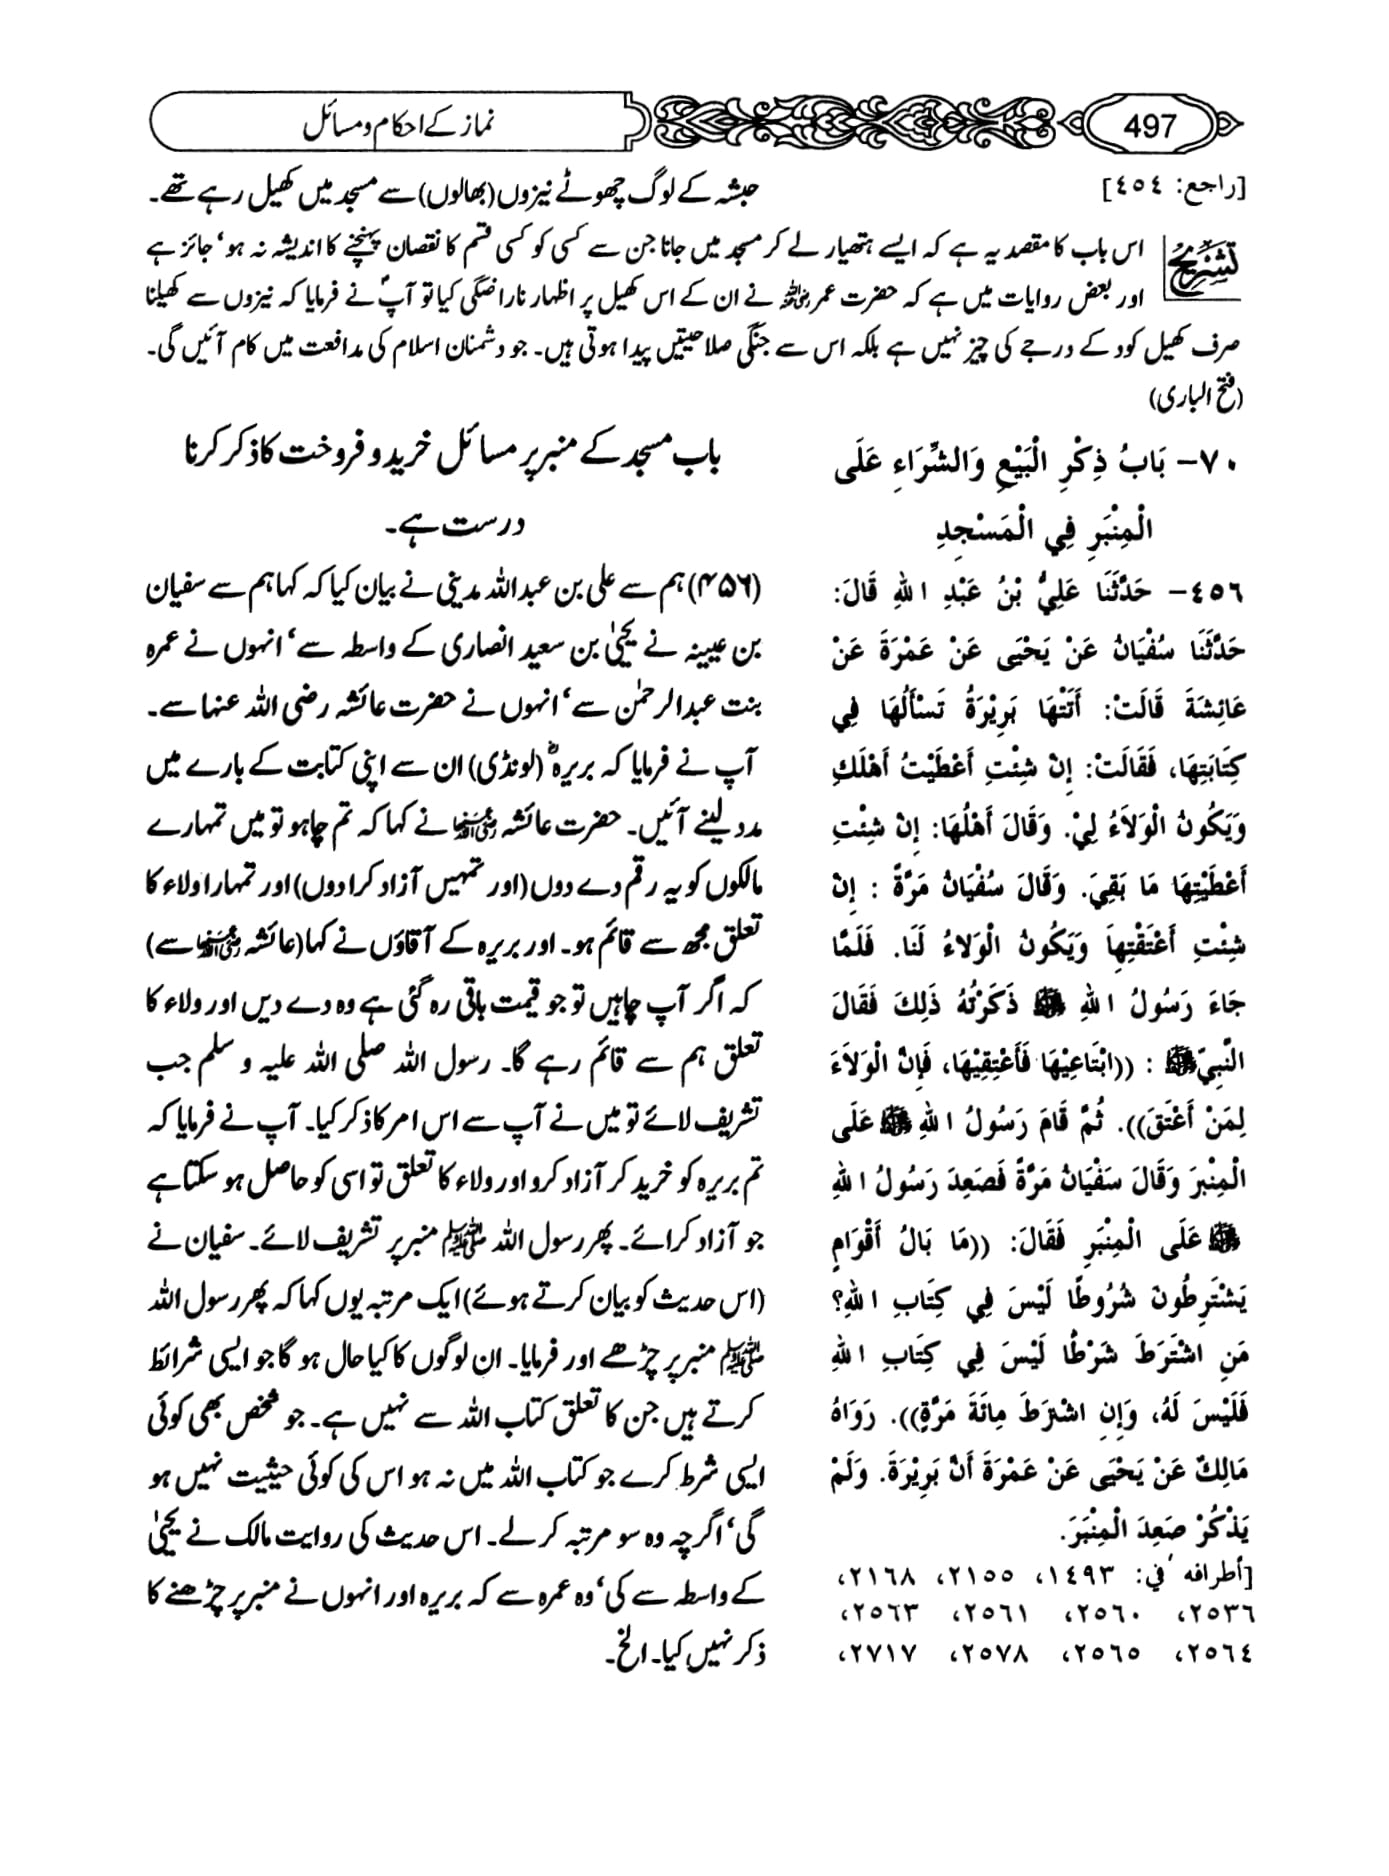 497
نماز کے احکام و مسائل
[راجع: ٤٥٤]
حبشہ کے لوگ چھوٹے نیزوں (بھالوں) سے مسجد میں کھیل رہے تھے۔
تشریح
اس باب کا مقصد یہ ہے کہ ایسے ہتھیار لے کر مسجد میں جانا جن سے کسی کو کسی قسم کا نقصان پہنچنے کا اندیشہ نہ ہو' جائز ہے
اور بعض روایات میں ہے کہ حضرت عمر رضی اللہ عنہ نے ان کے اس کھیل پر اظہار ناراضگی کیا تو آپؐ نے فرمایا کہ نیزوں سے کھیلنا
صرف کھیل کود کے درجے کی چیز نہیں ہے بلکہ اس سے جنگی صلاحیتیں پیدا ہوتی ہیں۔ جو دشمنان اسلام کی مدافعت میں کام آئیں گی۔
(فتح الباری)
٧٠- بَابُ ذِكْرِ الْبَيْعِ وَالشِّرَاءِ عَلَى
الْمِنْبَرِ فِي الْمَسْجِدِ
٤٥٦- حَدَّثَنَا عَلِيُّ بْنُ عَبْدِ اللهِ قَالَ:
حَدَّثَنَا سُفْيَانُ عَنْ يَحْيَى عَنْ عَمْرَةَ عَنْ
عَائِشَةَ قَالَتْ: أَتَتْهَا بَرِيْرَةُ تَسْأَلُهَا فِي
كِتَابَتِهَا، فَقَالَتْ: إِنْ شِئْتِ أَعْطَيْتُ أَهْلَكِ
وَيَكُونُ الْوَلاَءُ لِيْ. وَقَالَ أَهْلُهَا: إِنْ شِئْتِ
أَعْطَيْتِهَا مَا بَقِيَ. وَقَالَ سُفْيَانُ مَرَّةً : إِنْ
شِئْتِ أَعْتَقْتِهَا وَيَكُونُ الْوَلاَءُ لَنَا. فَلَمَّا
جَاءَ رَسُولُ اللهِ ﷺ ذَكَرْتُهُ ذَلِكَ فَقَالَ
النَّبِيُّ ﷺ : ((ابْتَاعِيْهَا فَأَعْتِقِيْهَا، فَإِنَّ الْوَلاَءَ
لِمَنْ أَعْتَقَ)). ثُمَّ قَامَ رَسُولُ اللهِ ﷺ عَلَى
الْمِنْبَرِ وَقَالَ سَفْيَانُ مَرَّةً فَصَعِدَ رَسُولُ اللهِ
ﷺ عَلَى الْمِنْبَرِ فَقَالَ: ((مَا بَالُ أَقْوَامٍ
يَشْتَرِطُونَ شُرُوطًا لَيْسَ فِي كِتَابِ اللهِ؟
مَنِ اشْتَرَطَ شَرْطًا لَيْسَ فِي كِتَابِ اللهِ
فَلَيْسَ لَهُ، وَإِنِ اشْتَرَطَ مِائَةَ مَرَّةٍ)). رَوَاهُ
مَالِكٌ عَنْ يَحْيَى عَنْ عَمْرَةَ أَنَّ بَرِيْرَةَ. وَلَمْ
يَذْكُرْ صَعِدَ الْمِنْبَرَ.
[أطرافه في: ١٤٩٣، ٢١٥٥، ٢١٦٨،
٢٥٣٦، ٢٥٦٠، ٢٥٦١، ٢٥٦٣،
٢٥٦٤، ٢٥٦٥، ٢٥٧٨، ٢٧١٧،
باب مسجد کے منبر پر مسائل خرید و فروخت کا ذکر کرنا
درست ہے۔
(۴۵۶) ہم سے علی بن عبداللہ مدینی نے بیان کیا کہ کہا ہم سے سفیان
بن عیینہ نے یحییٰ بن سعید انصاری کے واسطہ سے' انہوں نے عمرہ
بنت عبدالرحمٰن سے' انہوں نے حضرت عائشہ رضی اللہ عنہا سے۔
آپ نے فرمایا کہ بریرہؓ (لونڈی) ان سے اپنی کتابت کے بارے میں
مدد لینے آئیں۔ حضرت عائشہ رضی اللہ عنہا نے کہا کہ تم چاہو تو میں تمہارے
مالکوں کو یہ رقم دے دوں (اور تمہیں آزاد کرا دوں) اور تمہارا ولاء کا
تعلق مجھ سے قائم ہو۔ اور بریرہ کے آقاؤں نے کہا (عائشہ رضی اللہ عنہا سے)
کہ اگر آپ چاہیں تو جو قیمت باقی رہ گئی ہے وہ دے دیں اور ولاء کا
تعلق ہم سے قائم رہے گا۔ رسول اللہ صلی اللہ علیہ و سلم جب
تشریف لائے تو میں نے آپ سے اس امر کا ذکر کیا۔ آپ نے فرمایا کہ
تم بریرہ کو خرید کر آزاد کرو اور ولاء کا تعلق تو اسی کو حاصل ہو سکتا ہے
جو آزاد کرائے۔ پھر رسول اللہ ﷺ منبر پر تشریف لائے۔ سفیان نے
(اس حدیث کو بیان کرتے ہوئے) ایک مرتبہ یوں کہا کہ پھر رسول اللہ
ﷺ منبر پر چڑھے اور فرمایا۔ ان لوگوں کا کیا حال ہو گا جو ایسی شرائط
کرتے ہیں جن کا تعلق کتاب اللہ سے نہیں ہے۔ جو شخص بھی کوئی
ایسی شرط کرے جو کتاب اللہ میں نہ ہو اس کی کوئی حیثیت نہیں ہو
گی' اگرچہ وہ سو مرتبہ کر لے۔ اس حدیث کی روایت مالک نے یحییٰ
کے واسطہ سے کی' وہ عمرہ سے کہ بریرہ اور انہوں نے منبر پر چڑھنے کا
ذکر نہیں کیا۔ الخ۔